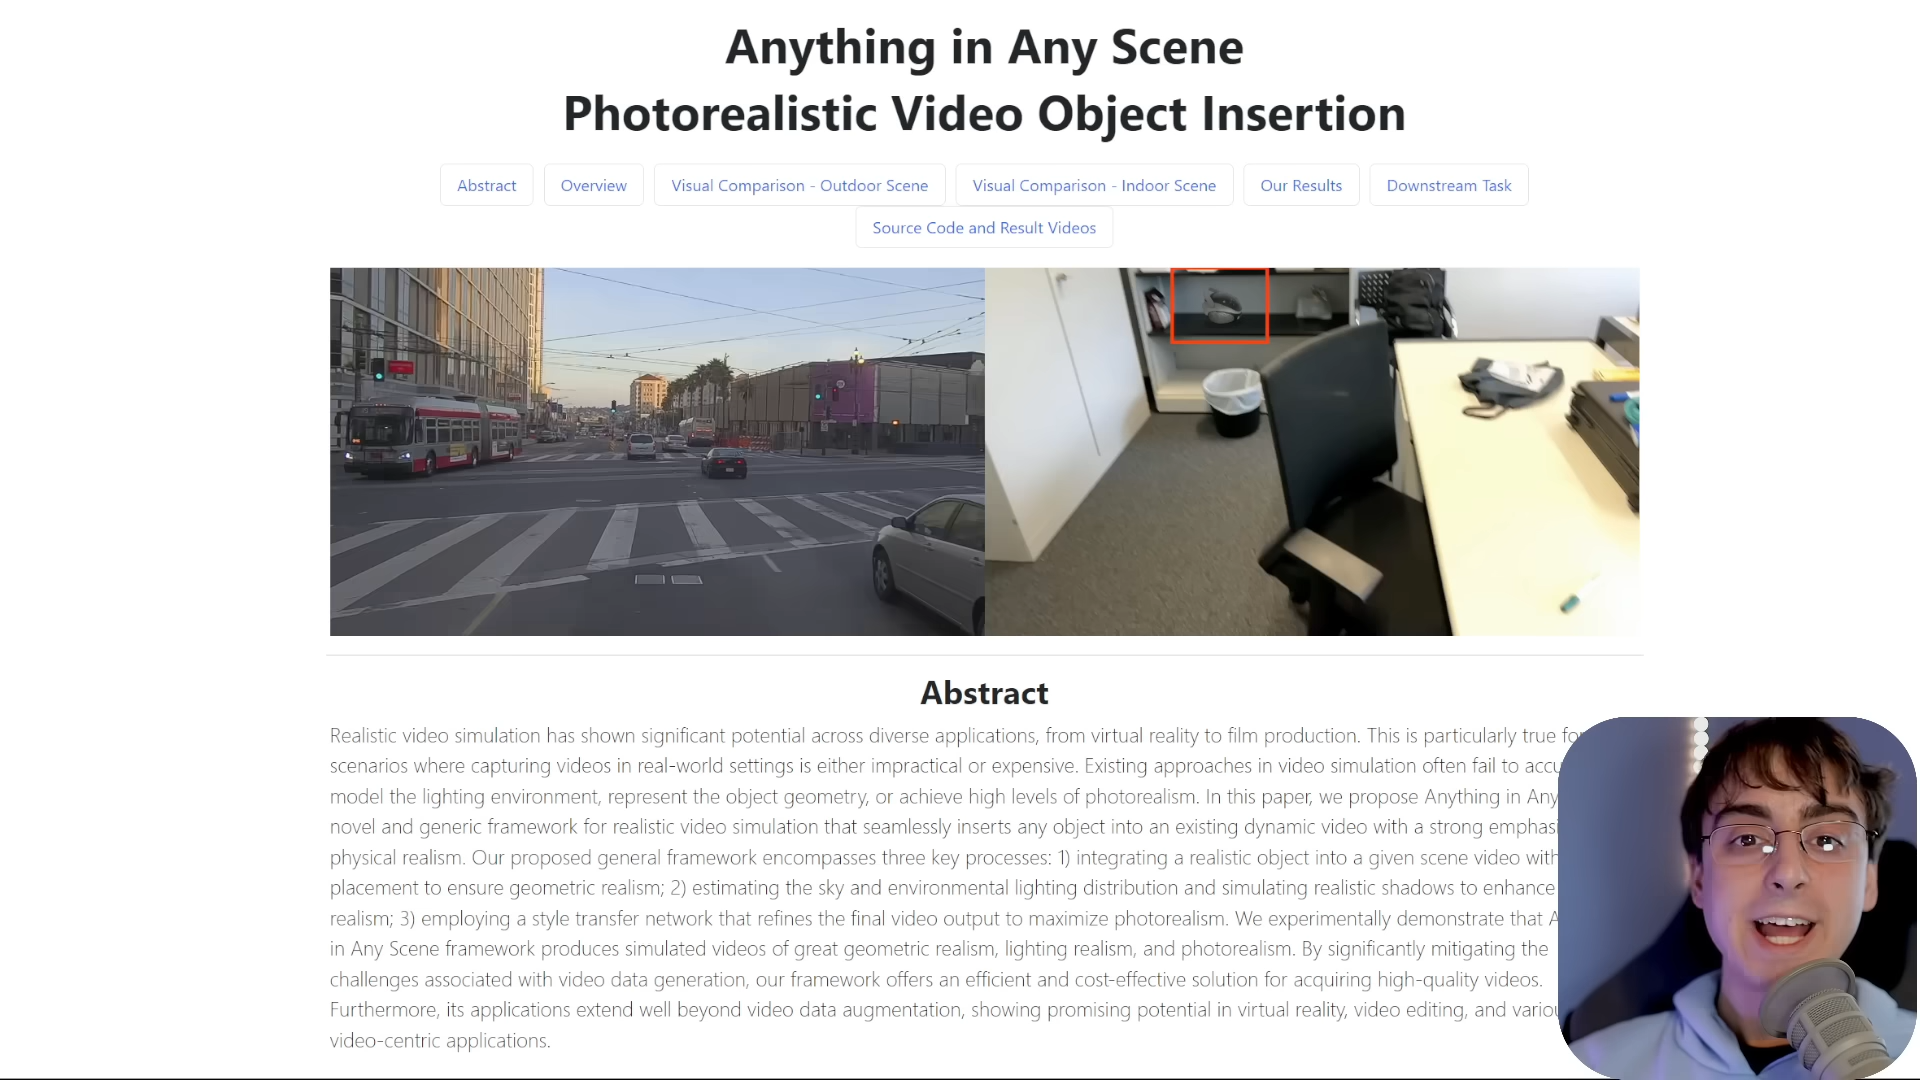 Anything in Any Scene
Photorealistic Video Object Insertion
Abstract
Overview
Visual Comparison - Outdoor Scene
Visual Comparison - Indoor Scene
Our Results
Downstream Task
Source Code and Result Videos
Abstract
Realistic video simulation has shown significant potential across diverse applications, from virtual reality to film production. This is particularly true for
scenarios where capturing videos in real-world settings is either impractical or expensive. Existing approaches in video simulation often fail to accu
model the lighting environment, represent the object geometry, or achieve high levels of photorealism. In this paper, we propose Anything in Any
novel and generic framework for realistic video simulation that seamlessly inserts any object into an existing dynamic video with a strong emphasi
physical realism. Our proposed general framework encompasses three key processes: 1) integrating a realistic object into a given scene video with
placement to ensure geometric realism; 2) estimating the sky and environmental lighting distribution and simulating realistic shadows to enhance
realism; 3) employing a style transfer network that refines the final video output to maximize photorealism. We experimentally demonstrate that A
in Any Scene framework produces simulated videos of great geometric realism, lighting realism, and photorealism. By significantly mitigating the
challenges associated with video data generation, our framework offers an efficient and cost-effective solution for acquiring high-quality videos.
Furthermore, its applications extend well beyond video data augmentation, showing promising potential in virtual reality, video editing, and variou
video-centric applications.